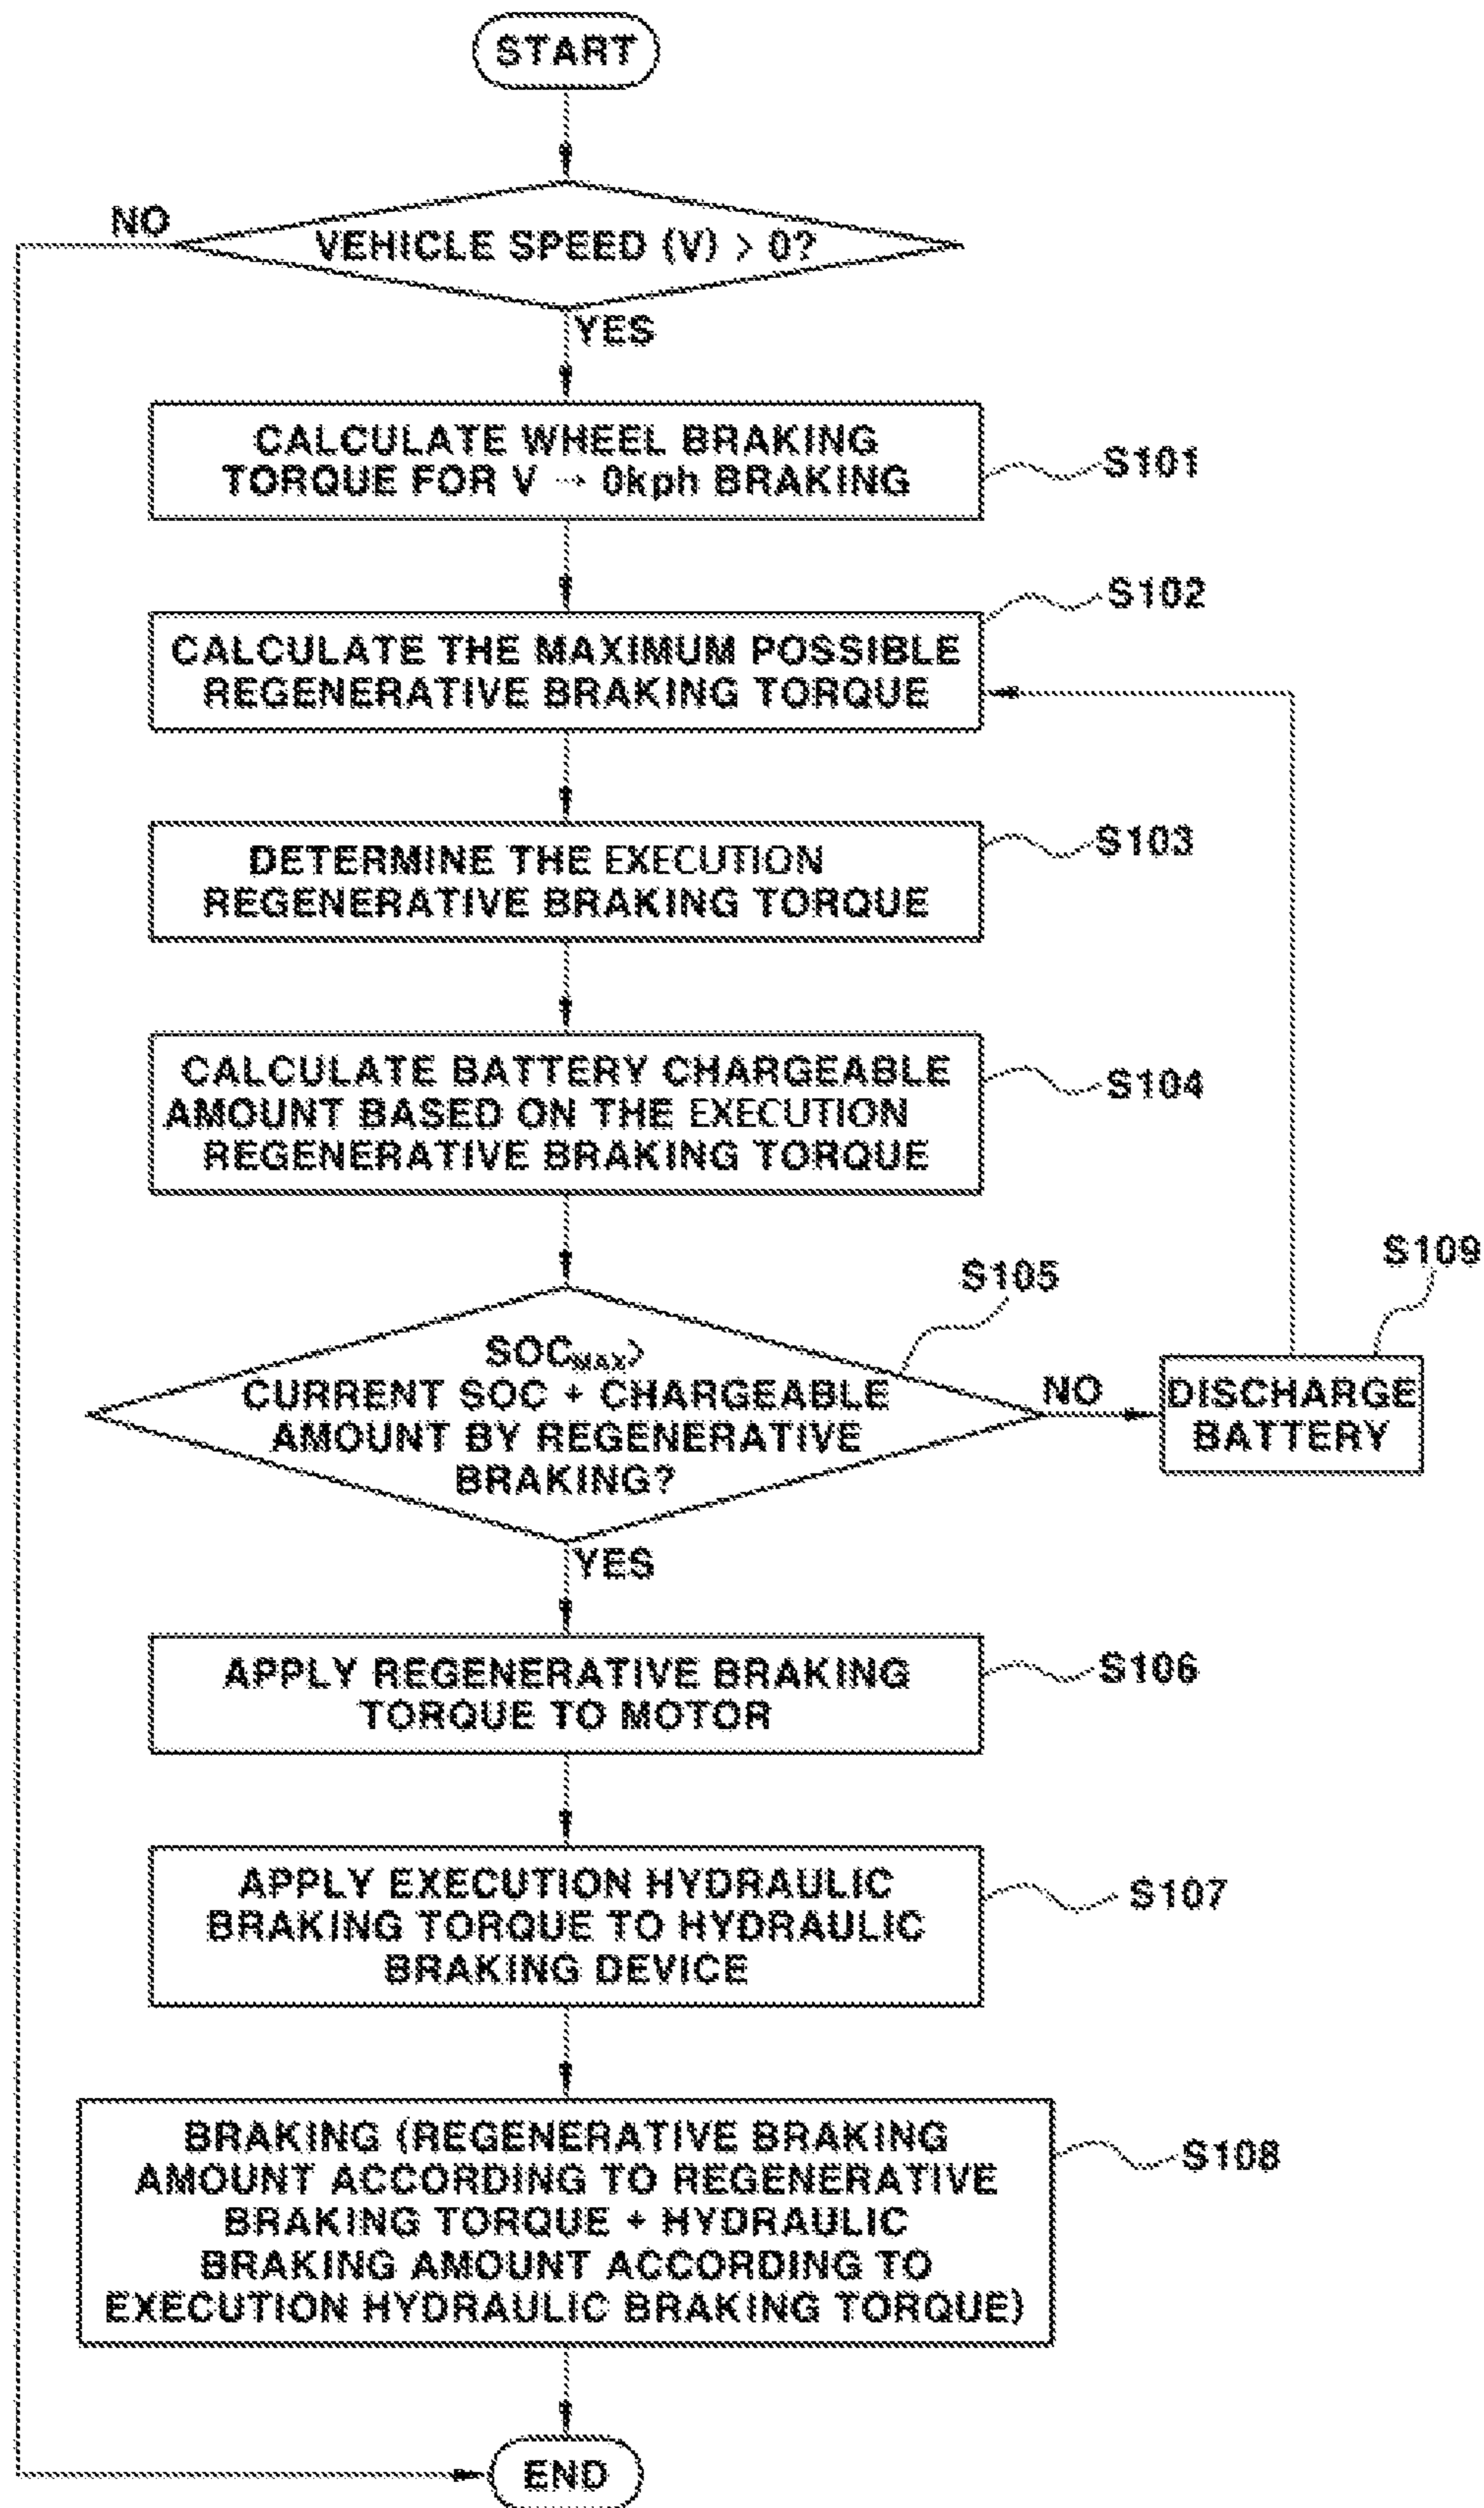 START
NO
VEHICLE SPEED (V) > 0?
YES
CALCULATE WHEEL BRAKING
TORQUE FOR V → 0kph BRAKING
S101
S102
CALCULATE THE MAXIMUM POSSIBLE
REGENERATIVE BRAKING TORQUE
DETERMINE THE EXECUTION
REGENERATIVE BRAKING TORQUE
S103
CALCULATE BATTERY CHARGEABLE
AMOUNT BASED ON THE EXECUTION
REGENERATIVE BRAKING TORQUE
S104
S105
SOCMAX>
CURRENT SOC + CHARGEABLE
AMOUNT BY REGENERATIVE
BRAKING?
NO
S109
DISCHARGE
BATTERY
YES
APPLY REGENERATIVE BRAKING
TORQUE TO MOTOR
S106
APPLY EXECUTION HYDRAULIC
BRAKING TORQUE TO HYDRAULIC
BRAKING DEVICE
S107
BRAKING (REGENERATIVE BRAKING
AMOUNT ACCORDING TO REGENERATIVE
BRAKING TORQUE + HYDRAULIC
BRAKING AMOUNT ACCORDING TO
EXECUTION HYDRAULIC BRAKING TORQUE)
S108
END